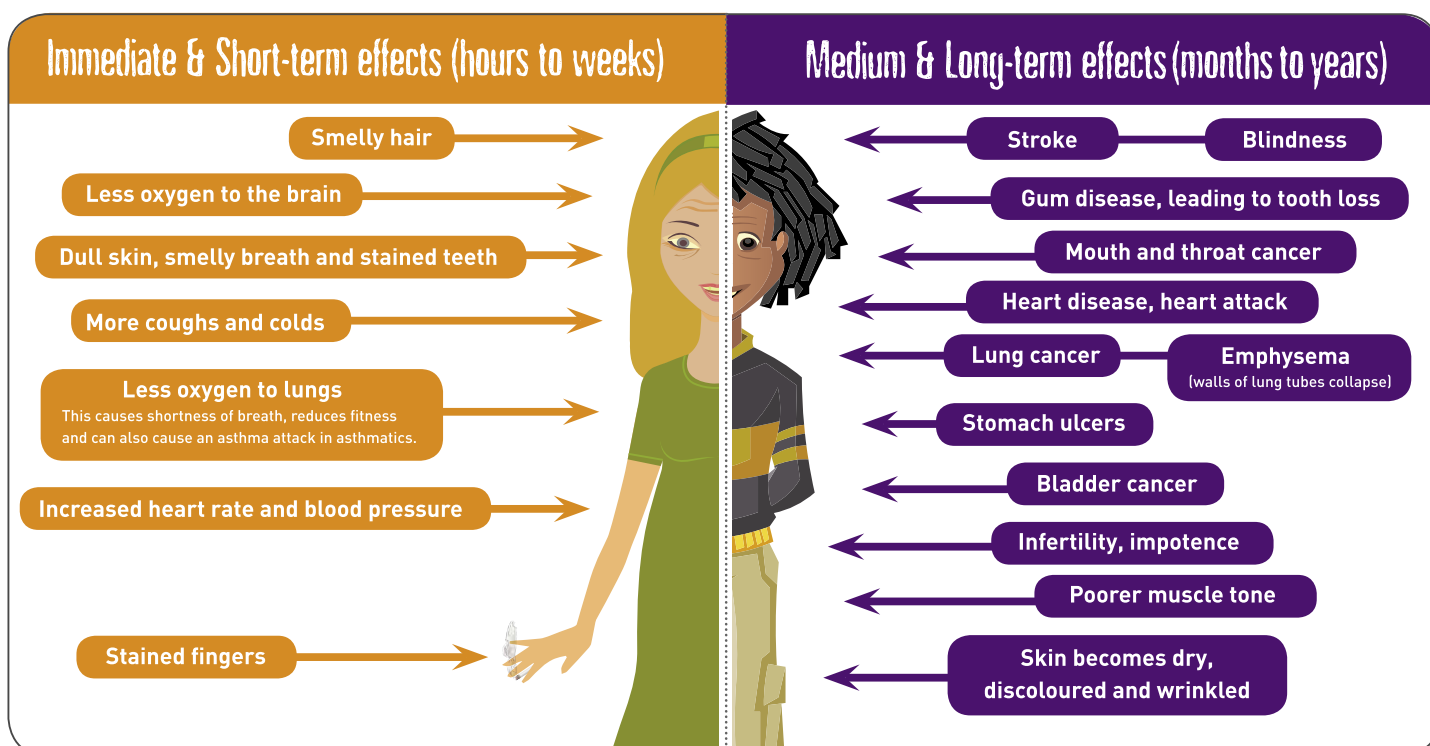 Immediate & Short-term effects (hours to weeks)
Smelly hair
Less oxygen to the brain
Dull skin, smelly breath and stained teeth
More coughs and colds
Less oxygen to lungs
This causes shortness of breath, reduces fitness
and can also cause an asthma attack in asthmatics.
Increased heart rate and blood pressure
Stained fingers
Medium & Long-term effects (months to years)
Stroke
Blindness
Gum disease, leading to tooth loss
Mouth and throat cancer
Heart disease, heart attack
Lung cancer
Emphysema
(walls of lung tubes collapse)
Stomach ulcers
Bladder cancer
Infertility, impotence
Poorer muscle tone
Skin becomes dry,
discoloured and wrinkled